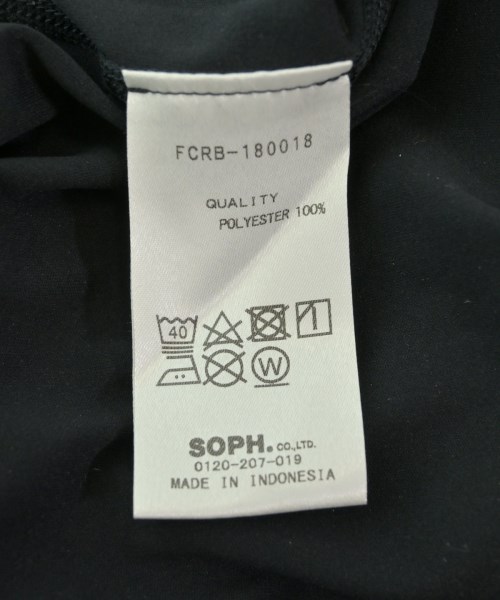 FCRB-180018
QUALITY
POLYESTER 100%
40
W
SOPH. CO.,LTD.
0120-207-019
MADE IN INDONESIA